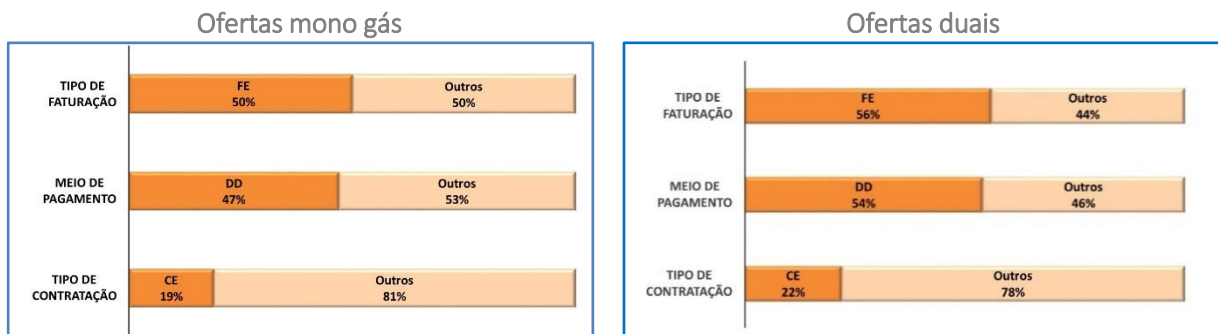 Ofertas mono gás
TIPO DE
FATURAÇÃO
FE
50%
Outros
50%
MEIO DE
PAGAMENTO
DD
47%
Outros
53%
TIPO DE
CONTRATAÇÃO
CE
19%
Outros
81%
Ofertas duais
TIPO DE
FATURAÇÃO
FE
56%
Outros
44%
MEIO DE
PAGAMENTO
DD
54%
Outros
46%
TIPO DE
CONTRATAÇÃO
CE
22%
Outros
78%